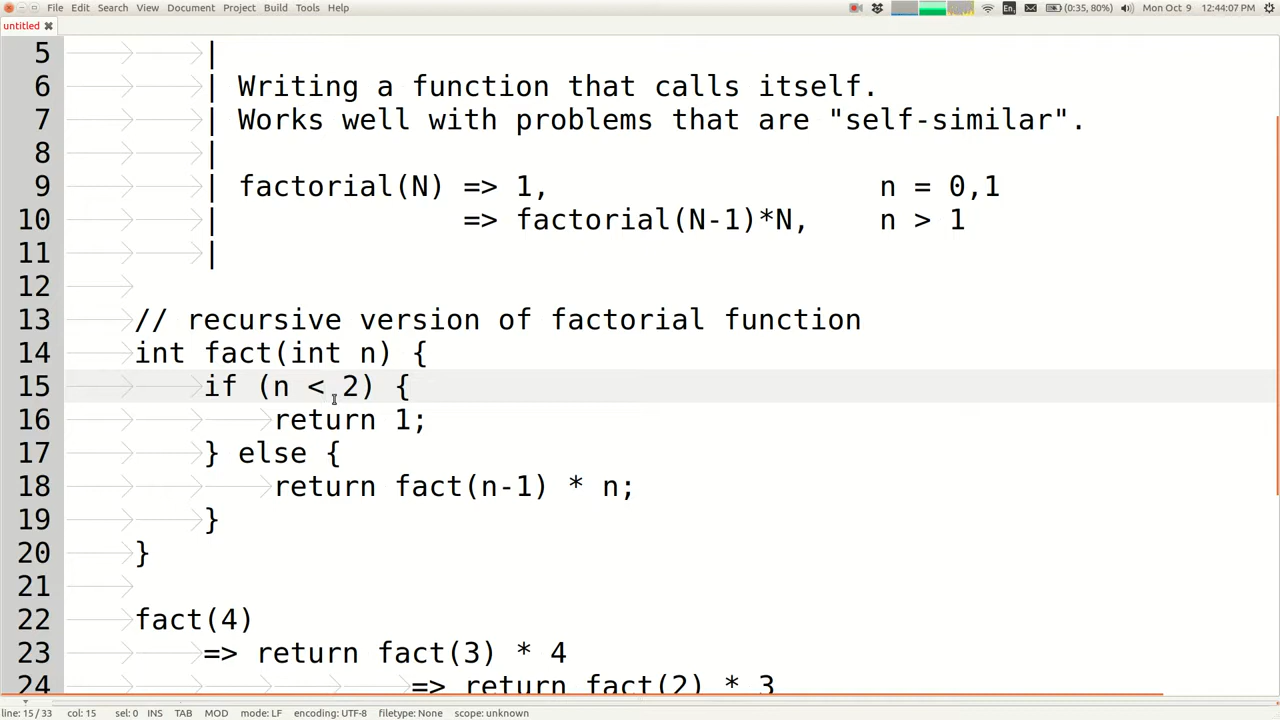 File Edit Search View Document Project Build Tools Help En (0:35, 80%) Mon Oct 9 12:44:07 PM
untitled
5 |
6 | Writing a function that calls itself.
7 | Works well with problems that are "self-similar".
8 |
9 | factorial(N) => 1, n = 0,1
10 | => factorial(N-1)*N, n > 1
11 |
12
13 // recursive version of factorial function
14 int fact(int n) {
15 if (n < 2) {
16 return 1;
17 } else {
18 return fact(n-1) * n;
19 }
20 }
21
22 fact(4)
23 => return fact(3) * 4
24 => return fact(2) * 3
line: 15 / 33 col: 15 sel: 0 INS TAB MOD mode: LF encoding: UTF-8 filetype: None scope: unknown